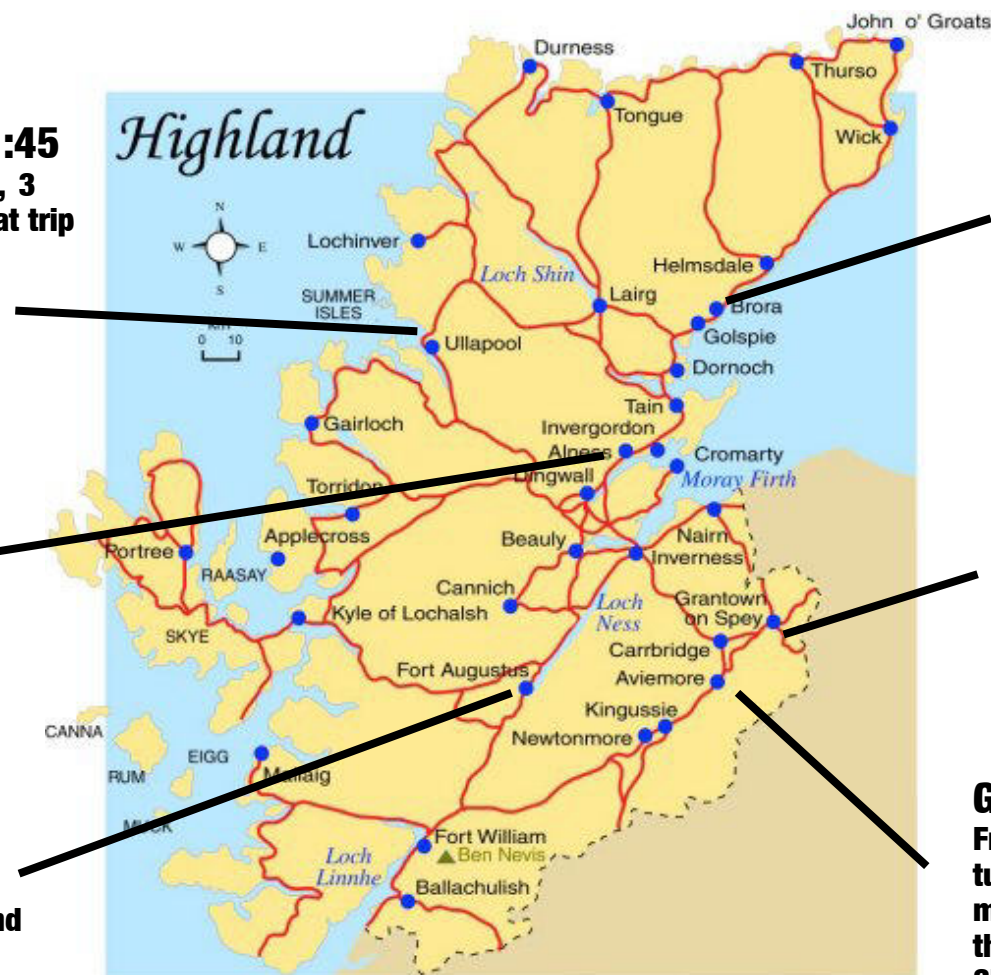 John o' Groats
Durness
Thurso
Tongue
:45
Highland
Wick
, 3
at trip
N
W E
S
Lochinver
Loch Shin
Helmsdale
SUMMER
ISLES
Lairg
Brora
Km
0 10
Golspie
Ullapool
Dornoch
Tain
Invergordon
Gairloch
Alness
Cromarty
Dingwall
Moray Firth
Torridon
Nairn
Applecross
Beauly
Inverness
Portree
RAASAY
Cannich
Loch
Ness
Grantown
on Spey
Kyle of Lochalsh
SKYE
Carrbridge
Fort Augustus
Aviemore
Kingussie
CANNA
Newtonmore
EIGG
RUM
Mallaig
G
MUCK
Fort William
Fr
Ben Nevis
tu
Loch
Linnhe
Ballachulish
m
nd
th